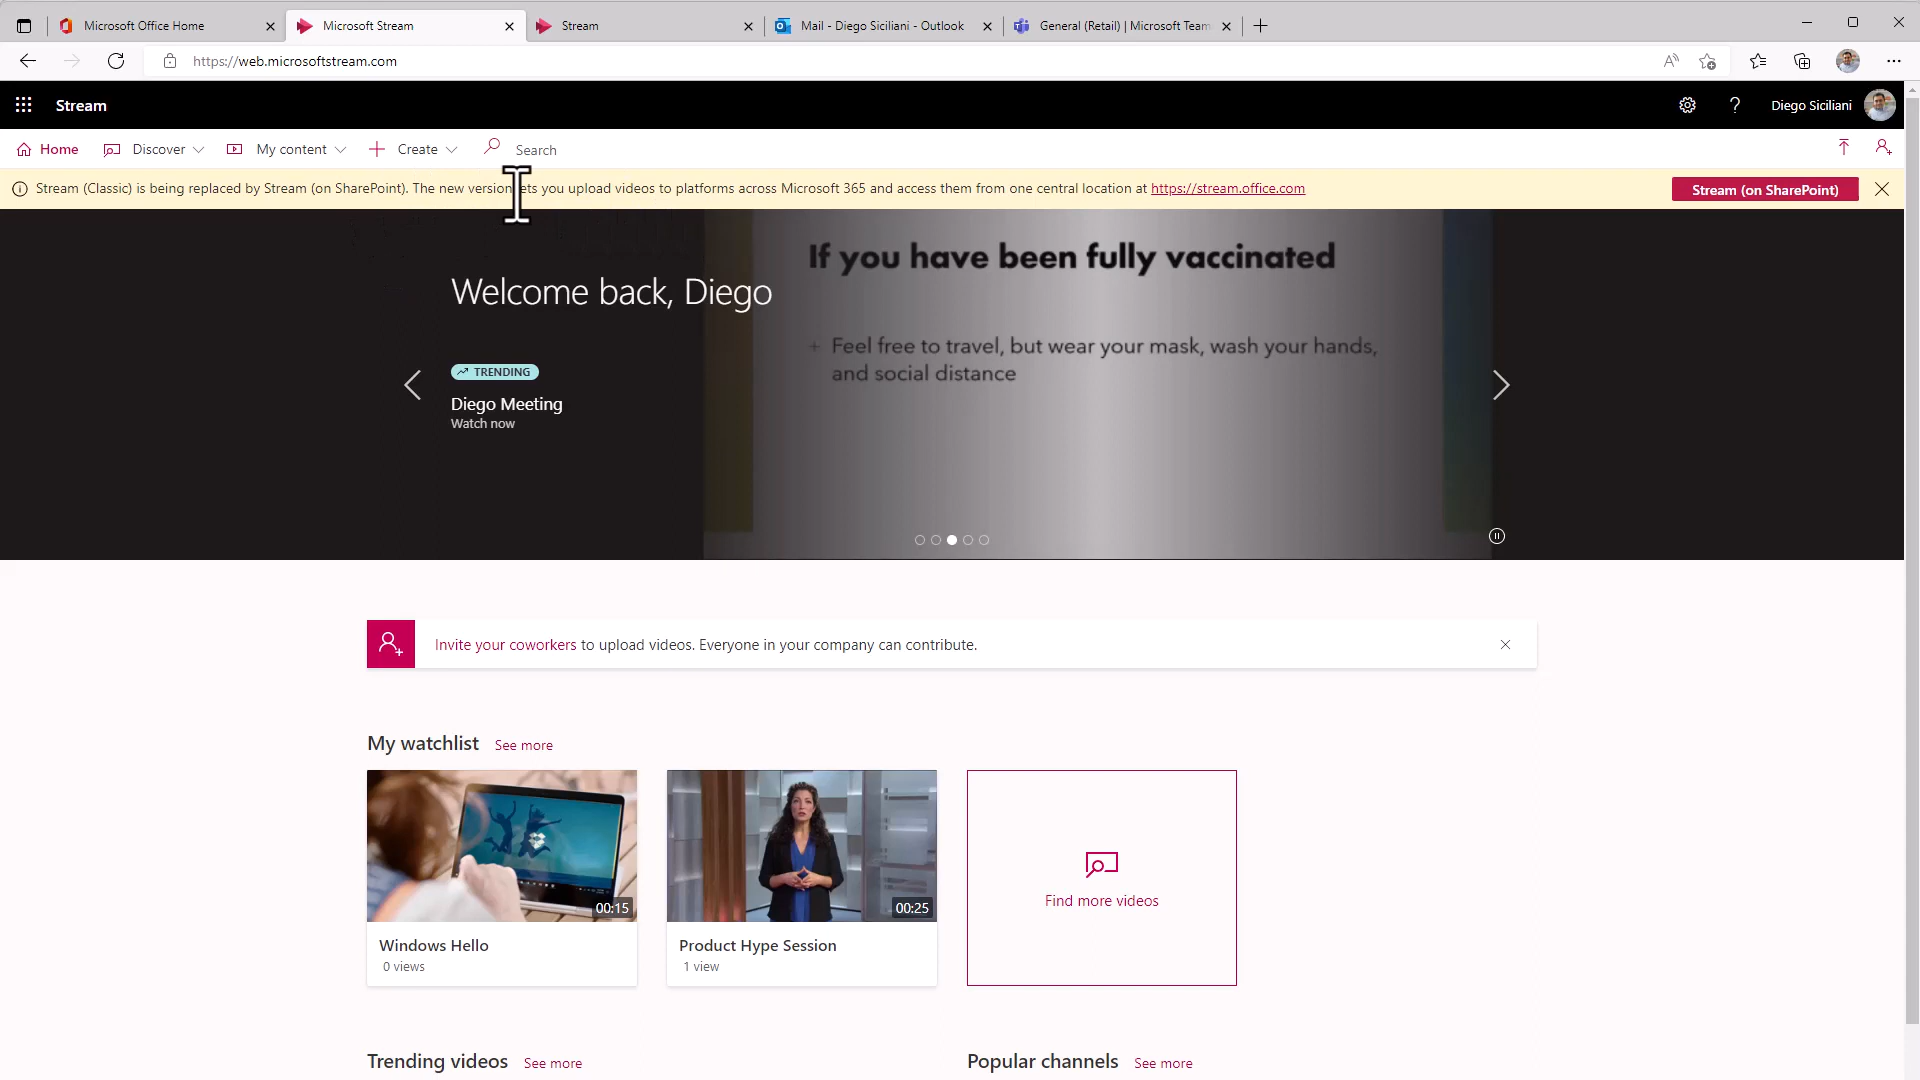 Microsoft Office Home
Microsoft Stream
Stream
Mail - Diego Siciliani - Outlook
General (Retail) | Microsoft Team
https://web.microsoftstream.com
Stream
Diego Siciliani
Home
Discover
My content
Create
Search
Stream (Classic) is being replaced by Stream (on SharePoint). The new version lets you upload videos to platforms across Microsoft 365 and access them from one central location at https://stream.office.com
Stream (on SharePoint)
If you have been fully vaccinated
Welcome back, Diego
+ Feel free to travel, but wear your mask, wash your hands,
and social distance
TRENDING
Diego Meeting
Watch now
Invite your coworkers to upload videos. Everyone in your company can contribute.
My watchlist See more
00:15
00:25
Windows Hello
0 views
Product Hype Session
1 view
Find more videos
Trending videos See more
Popular channels See more